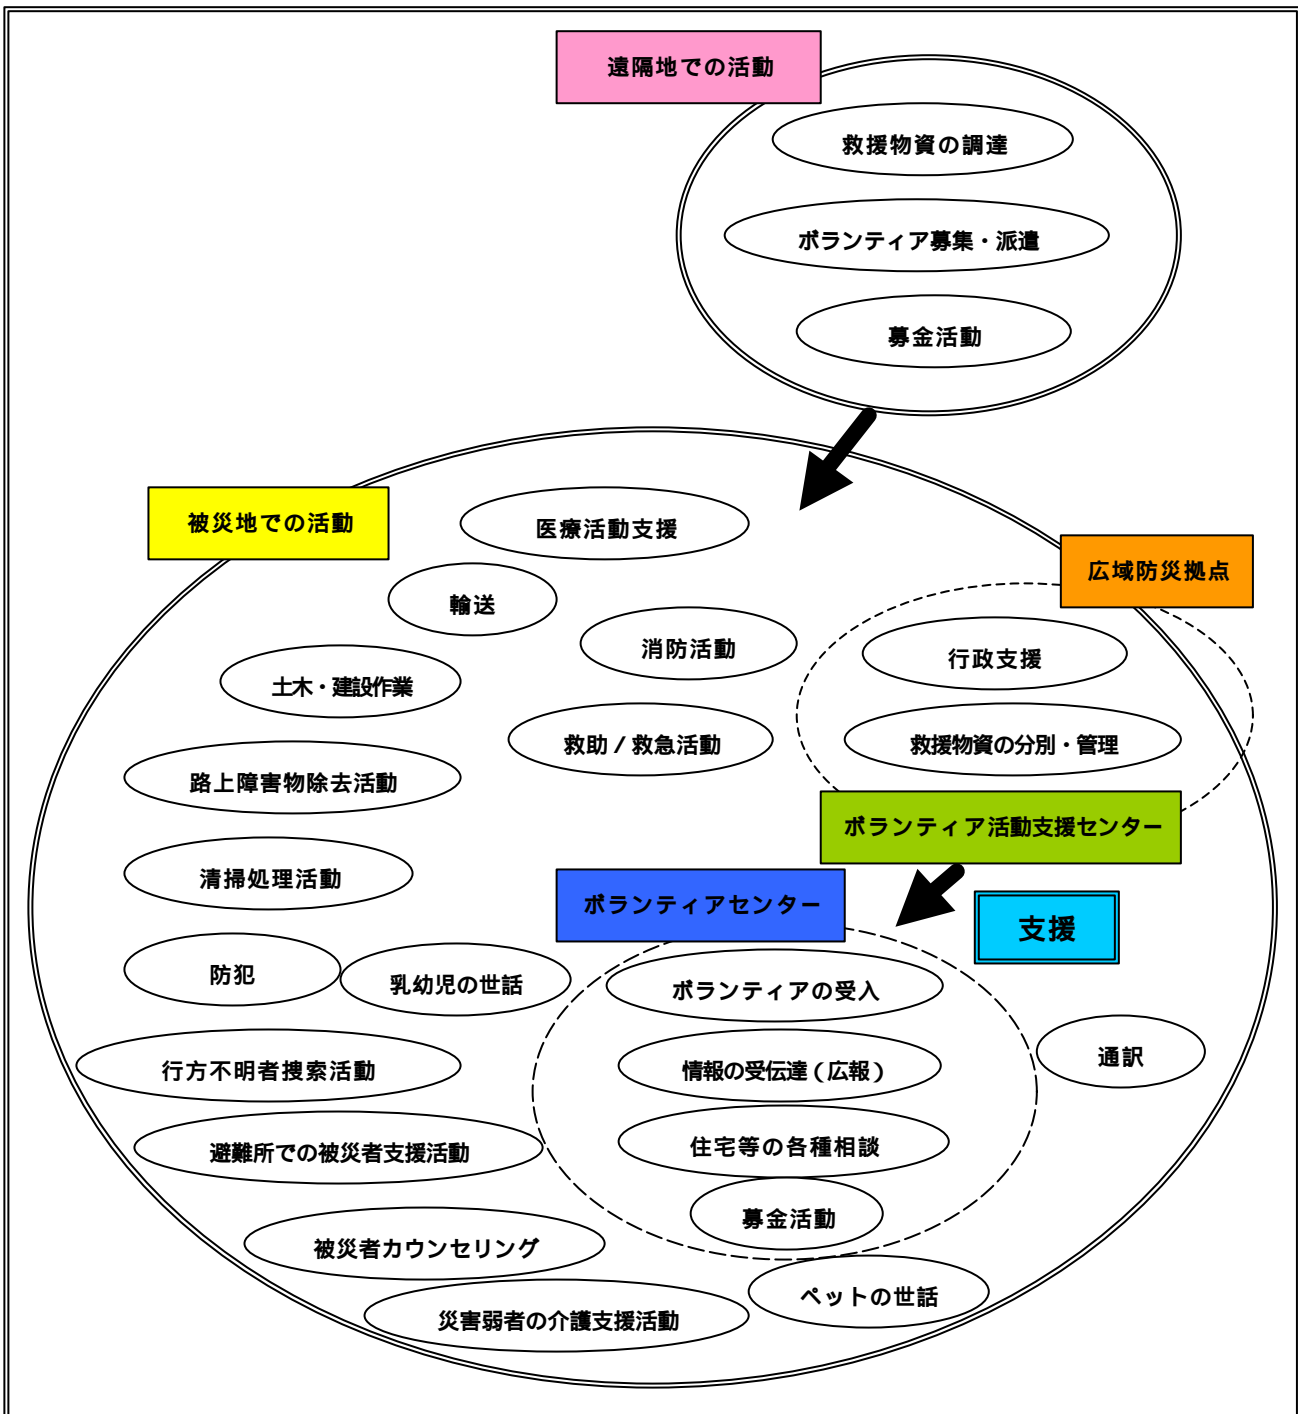 遠隔地での活動
救援物資の調達
ボランティア募集・派遣
募金活動
被災地での活動
医療活動支援
広域防災拠点
輸送
消防活動
行政支援
土木・建設作業
救助/救急活動
救援物資の分別・管理
路上障害物除去活動
ボランティア活動支援センター
清掃処理活動
ボランティアセンター
支援
防犯
乳幼児の世話
ボランティアの受入
行方不明者捜索活動
情報の受伝達(広報)
通訳
避難所での被災者支援活動
住宅等の各種相談
募金活動
被災者カウンセリング
ペットの世話
災害弱者の介護支援活動